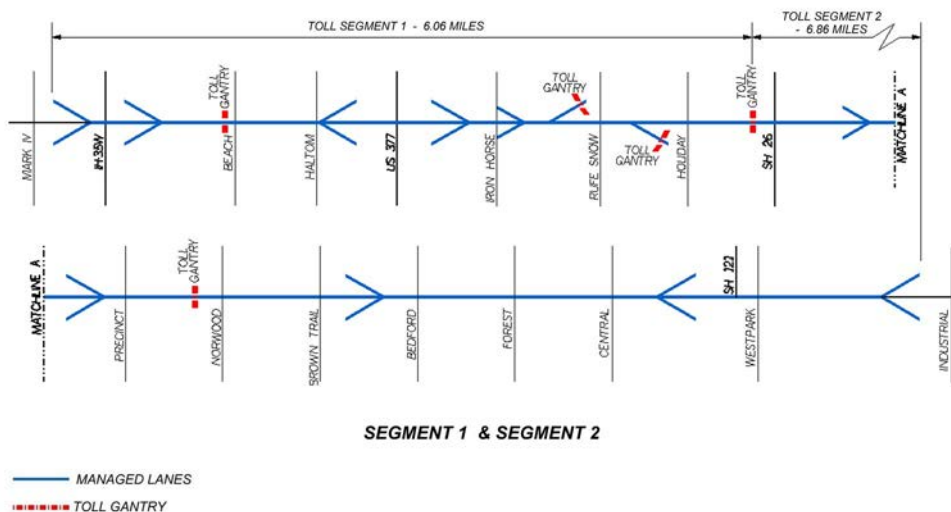 TOLL SEGMENT 1 - 6.06 MILES
TOLL SEGMENT 2
- 6.86 MILES
MARK IV
IH-35W
TOLL
GANTRY
BEACH
HALTOM
US 377
IRON HORSE
TOLL
GANTRY
RUFE SNOW
TOLL
GANTRY
HOLIDAY
TOLL
GANTRY
SH 26
MATCHLINE A
MATCHLINE A
PRECINCT
TOLL
GANTRY
NORWOOD
BROWN TRAIL
BEDFORD
FOREST
CENTRAL
SH 121
WESTPARK
INDUSTRIAL
SEGMENT 1 & SEGMENT 2
MANAGED LANES
TOLL GANTRY